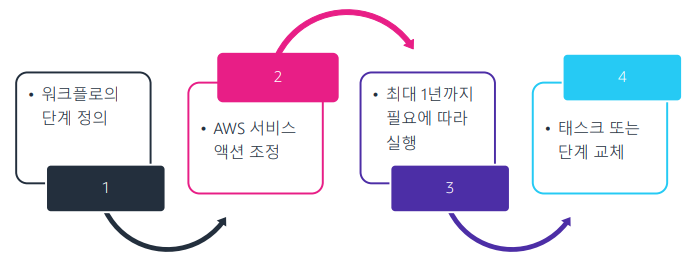 • 워크플로의
단계 정의
1
2
• AWS 서비스
액션 조정
• 최대 1년까지
필요에 따라
실행
3
4
• 태스크 또는
단계 교체